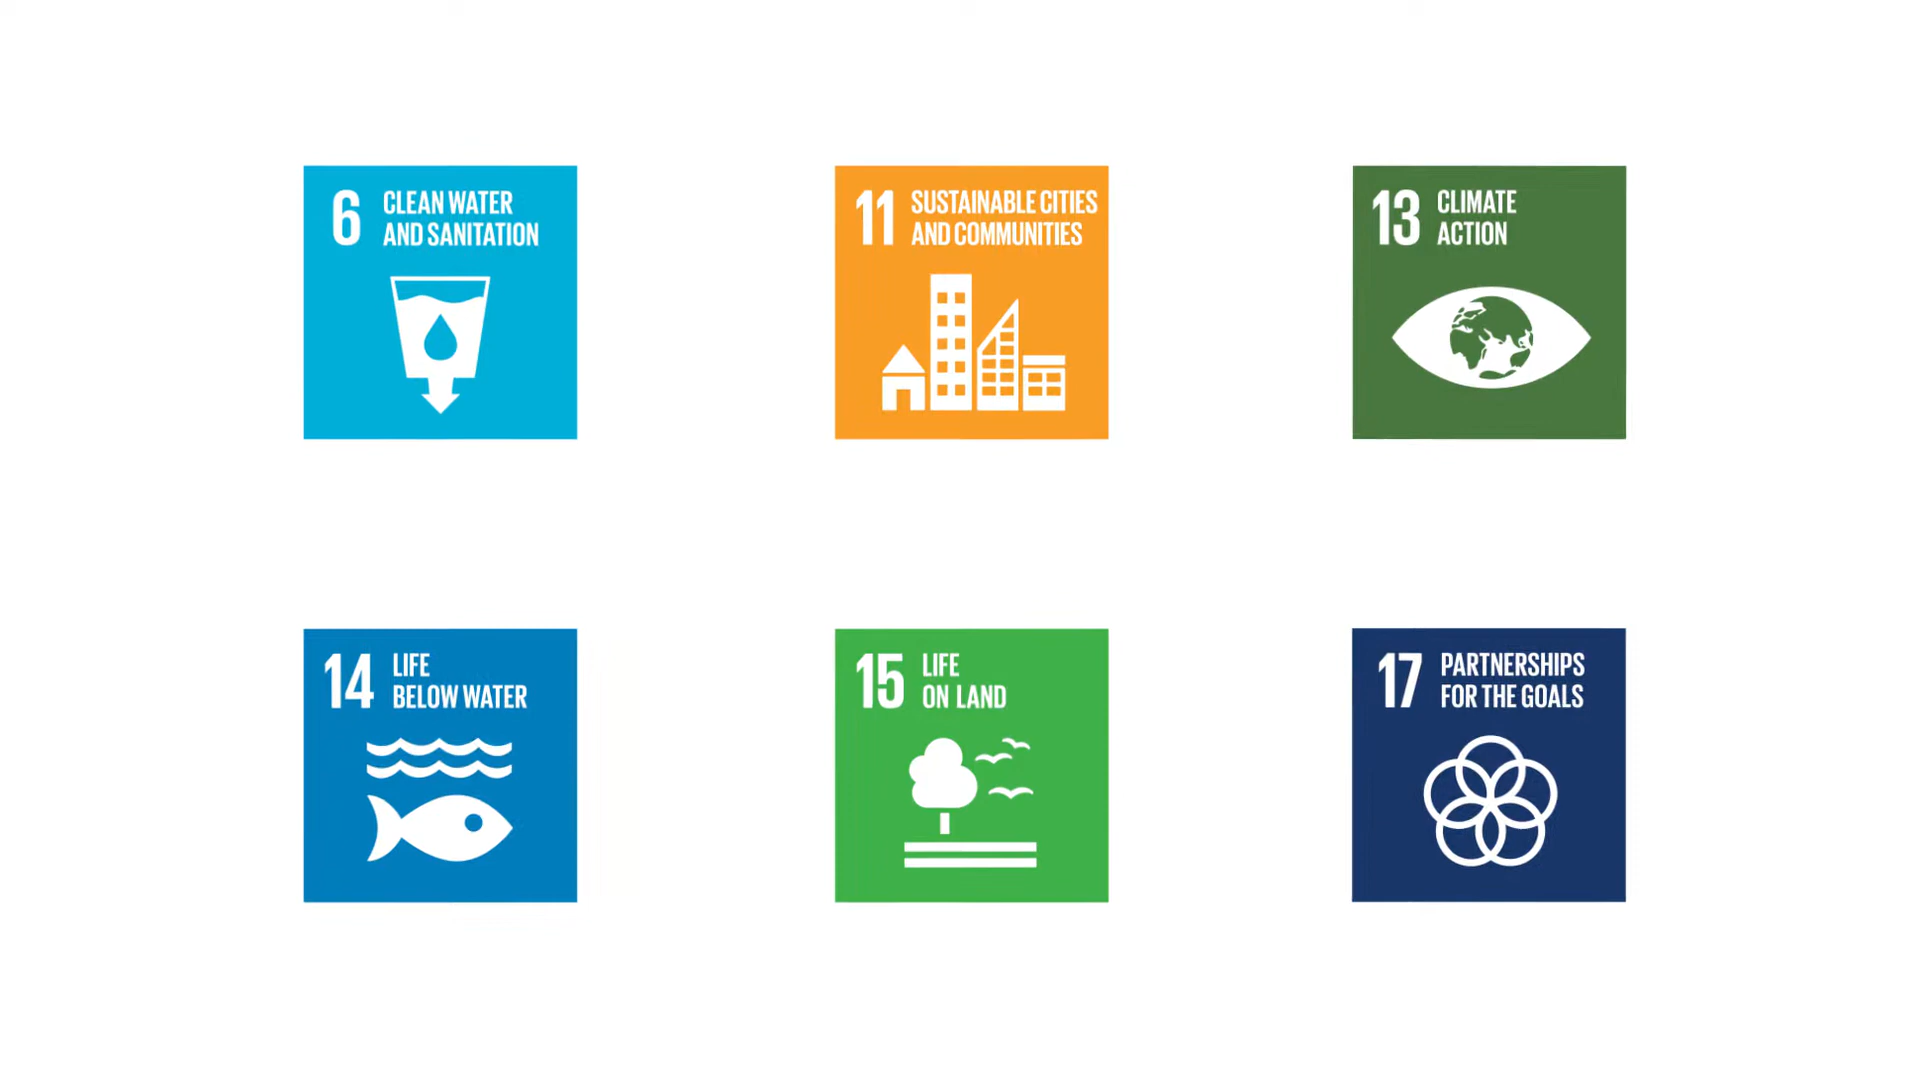 6 CLEAN WATER
AND SANITATION
11 SUSTAINABLE CITIES
AND COMMUNITIES
13 CLIMATE
ACTION
14 LIFE
BELOW WATER
15 LIFE
ON LAND
17 PARTNERSHIPS
FOR THE GOALS